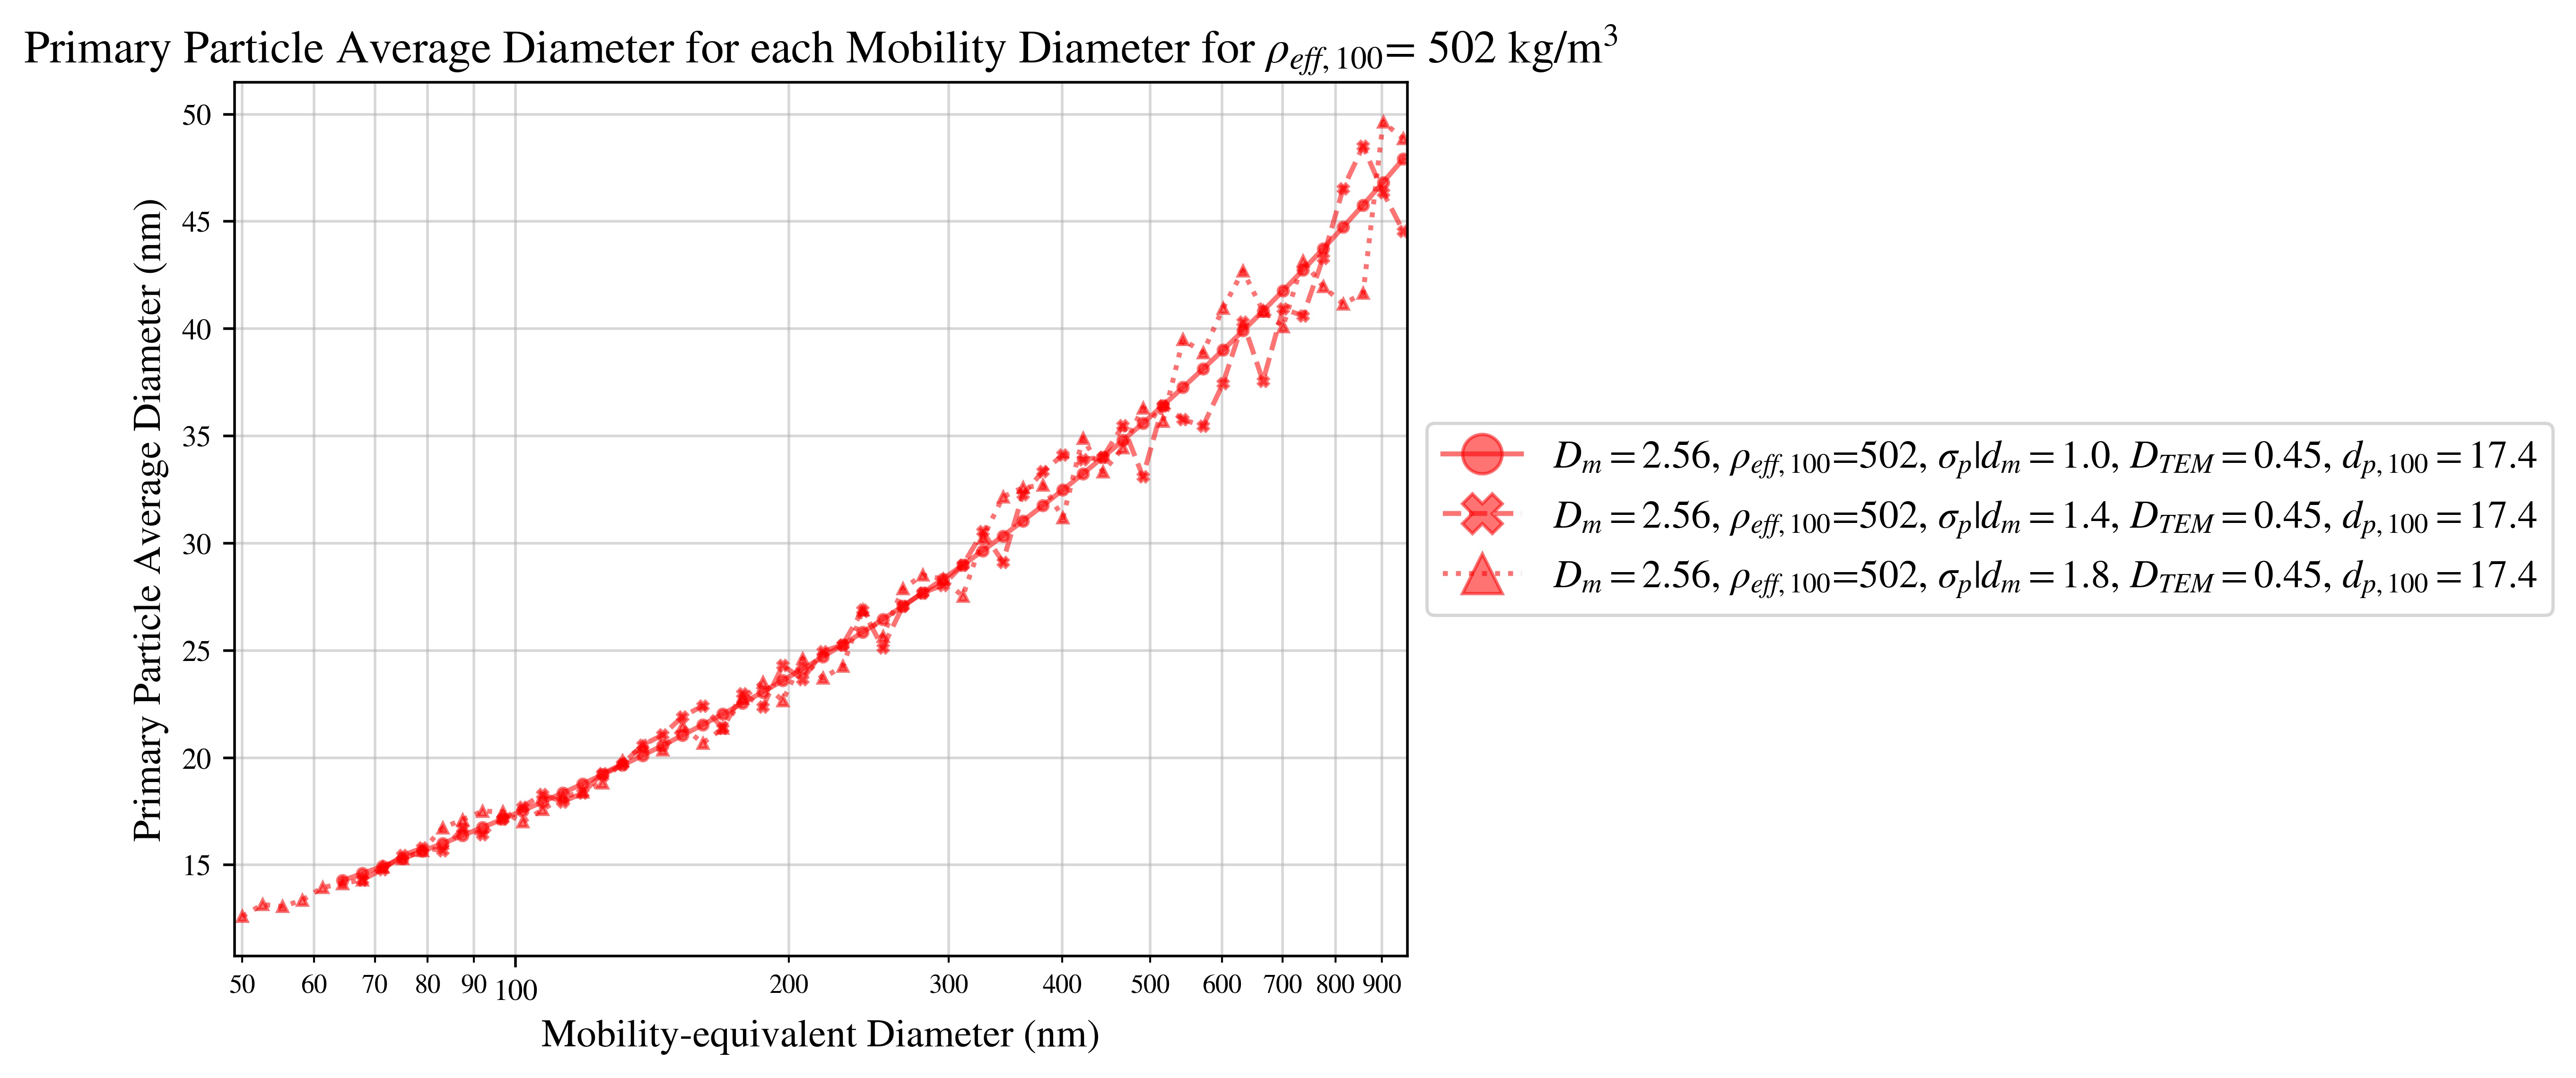 Primary Particle Average Diameter for each Mobility Diameter for ρeff, 100= 502 kg/m³
Primary Particle Average Diameter (nm)
50
45
40
35
30
25
20
15
50 60 70 80 90 100 200 300 400 500 600 700 800 900
Mobility-equivalent Diameter (nm)
Dm = 2.56, ρeff, 100=502, σp|dm = 1.0, DTEM = 0.45, dp, 100 = 17.4
Dm = 2.56, ρeff, 100=502, σp|dm = 1.4, DTEM = 0.45, dp, 100 = 17.4
Dm = 2.56, ρeff, 100=502, σp|dm = 1.8, DTEM = 0.45, dp, 100 = 17.4